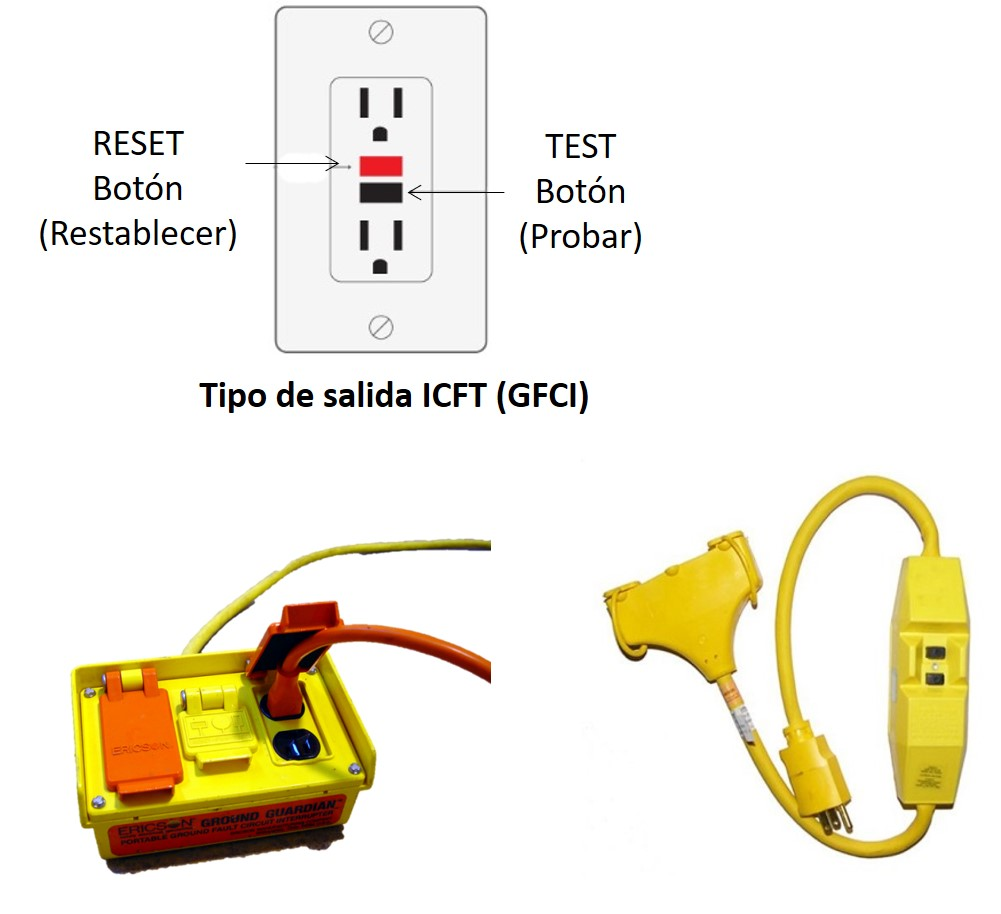 RESET
Botón
(Restablecer)
TEST
Botón
(Probar)
Tipo de salida ICFT (GFCI)
ERICSON
ERICSON
GROUND GUARDIAN
PORTABLE GROUND FAULT CIRCUIT INTERRUPTER